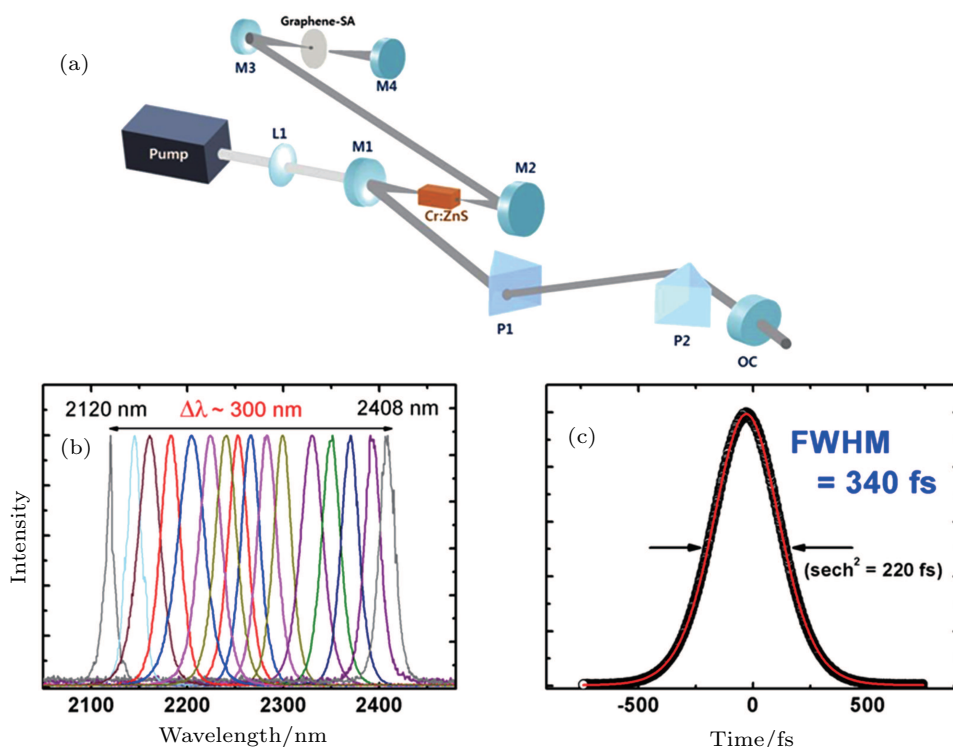 (a)
Graphene-SA
M3
M4
L1
Pump
M1
M2
Cr:ZnS
P1
P2
OC
2120 nm
Δλ ~ 300 nm
2408 nm
(b)
Intensity
2100
2200
2300
2400
Wavelength/nm
(c)
FWHM
= 340 fs
(sech² = 220 fs)
-500
0
500
Time/fs